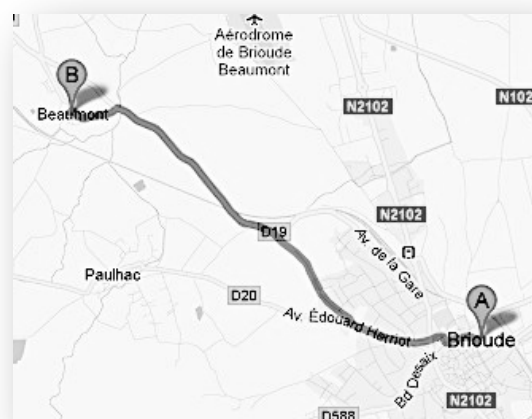 Aérodrome
de Brioude
Beaumont
B
N102
Beaumont
N2102
N2102
D19
Av. de la Gare
Paulhac
D20
A
Av. Édouard Herriot
Brioude
Bd Desaix
N2102
D588